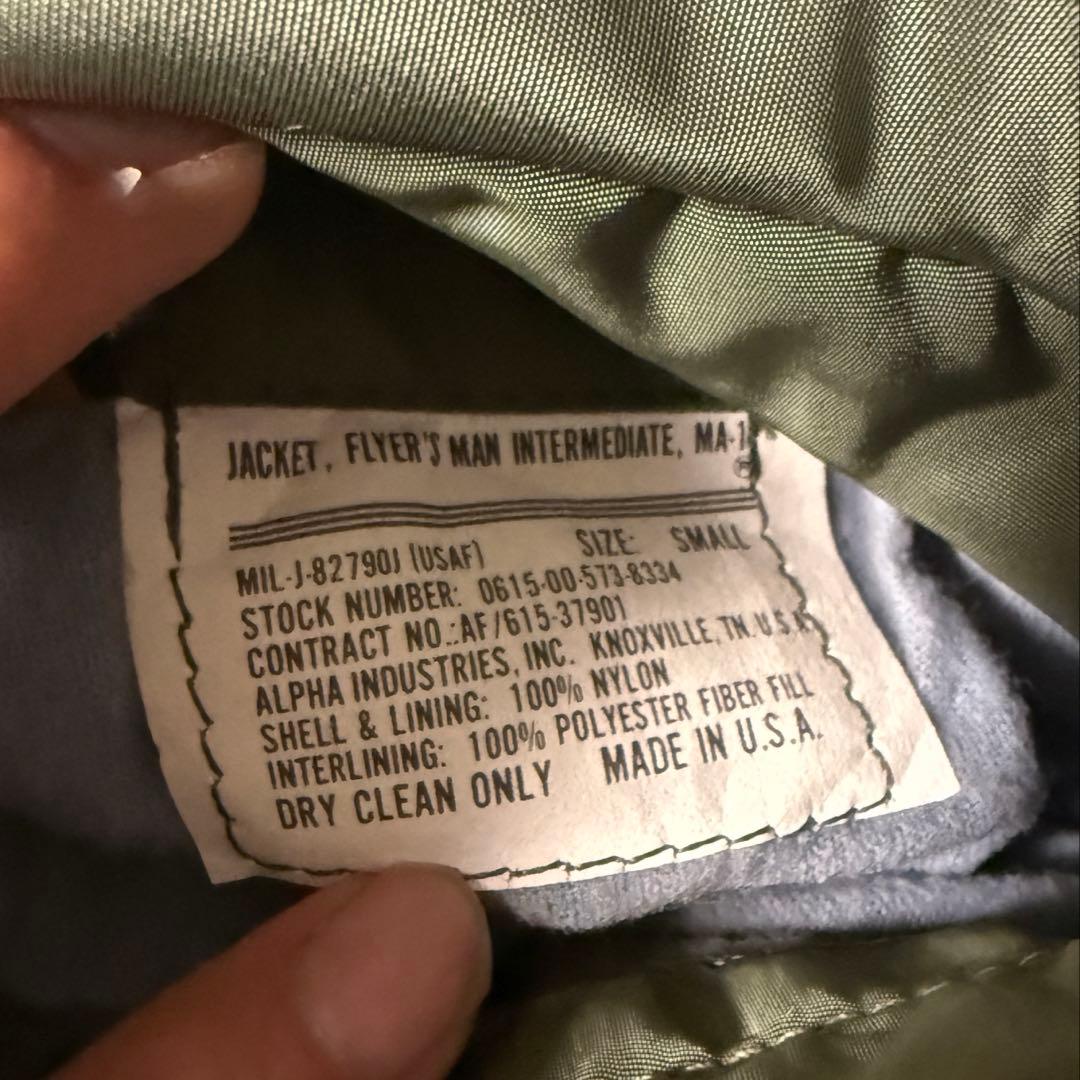 JACKET, FLYER'S MAN INTERMEDIATE, MA-1
MIL-J-82790J (USAF) SIZE: SMALL
STOCK NUMBER: 0615-00-573-8334
CONTRACT NO.:AF/615-37901
ALPHA INDUSTRIES, INC. KNOXVILLE, TN. U.S.A
SHELL & LINING: 100% NYLON
INTERLINING: 100% POLYESTER FIBER FILL
DRY CLEAN ONLY MADE IN U.S.A.